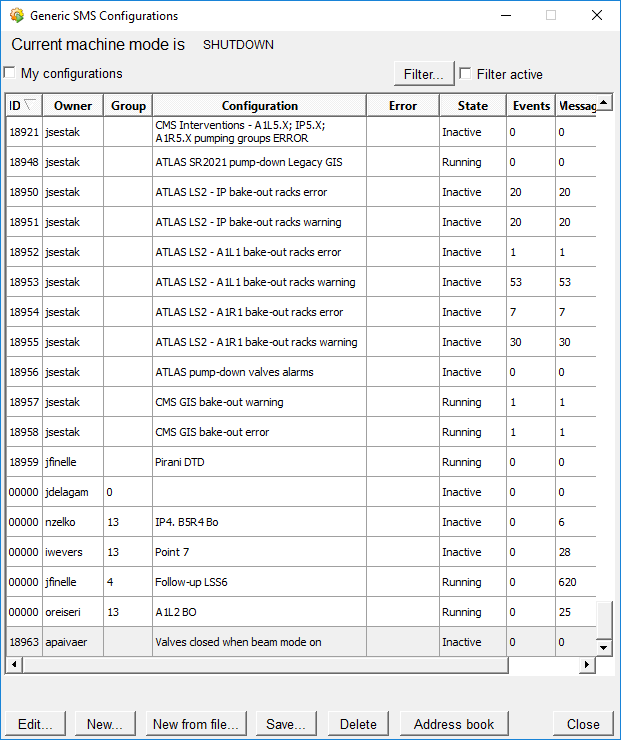 Generic SMS Configurations
Current machine mode is SHUTDOWN
My configurations Filter... Filter active
ID Owner Group Configuration Error State Events Messag
18921 jsestak CMS Interventions - A1L5.X; IP5.X; A1R5.X pumping groups ERROR Inactive 0 0
18948 jsestak ATLAS SR2021 pump-down Legacy GIS Running 0 0
18950 jsestak ATLAS LS2 - IP bake-out racks error Inactive 20 20
18951 jsestak ATLAS LS2 - IP bake-out racks warning Inactive 20 20
18952 jsestak ATLAS LS2 - A1L1 bake-out racks error Inactive 1 1
18953 jsestak ATLAS LS2 - A1L1 bake-out racks warning Inactive 53 53
18954 jsestak ATLAS LS2 - A1R1 bake-out racks error Inactive 7 7
18955 jsestak ATLAS LS2 - A1R1 bake-out racks warning Inactive 30 30
18956 jsestak ATLAS pump-down valves alarms Inactive 0 0
18957 jsestak CMS GIS bake-out warning Running 1 1
18958 jsestak CMS GIS bake-out error Running 1 1
18959 jfinelle Pirani DTD Running 0 0
00000 jdelagam 0 Inactive 0 0
00000 nzelko 13 IP4. B5R4 Bo Inactive 0 6
00000 iwevers 13 Point 7 Inactive 0 28
00000 jfinelle 4 Follow-up LSS6 Running 0 620
00000 oreiseri 13 A1L2 BO Running 0 25
18963 apaivaer Valves closed when beam mode on Inactive 0 0
Edit... New... New from file... Save... Delete Address book Close